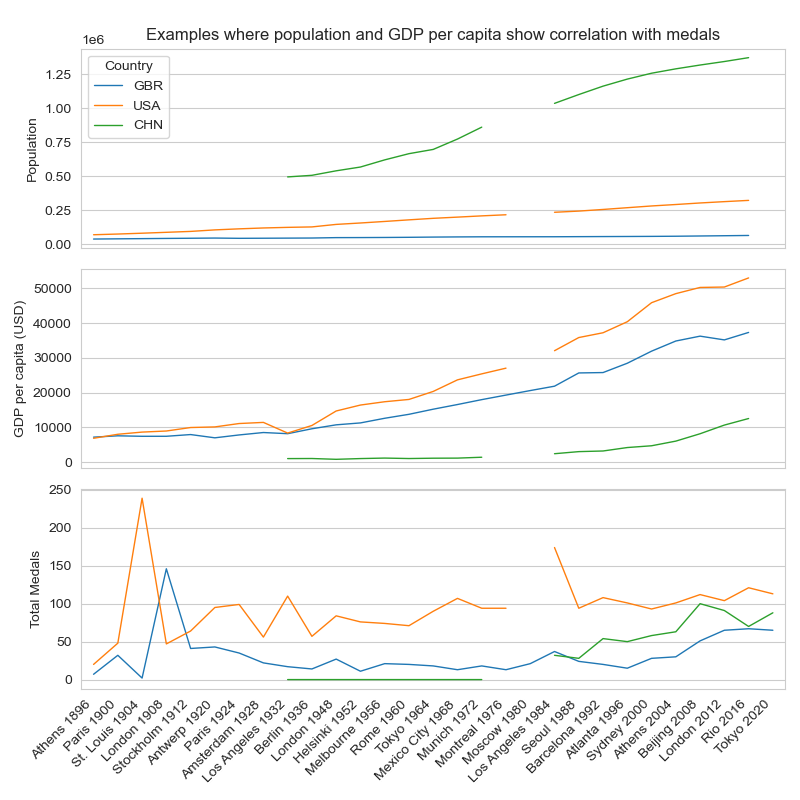 Examples where population and GDP per capita show correlation with medals
1e6
Country
GBR
USA
CHN
Population
1.25
1.00
0.75
0.50
0.25
0.00
GDP per capita (USD)
50000
40000
30000
20000
10000
0
Total Medals
250
200
150
100
50
0
Athens 1896
Paris 1900
St. Louis 1904
London 1908
Stockholm 1912
Antwerp 1920
Paris 1924
Amsterdam 1928
Los Angeles 1932
Berlin 1936
London 1948
Helsinki 1952
Melbourne 1956
Rome 1960
Tokyo 1964
Mexico City 1968
Munich 1972
Montreal 1976
Moscow 1980
Los Angeles 1984
Seoul 1988
Barcelona 1992
Atlanta 1996
Sydney 2000
Athens 2004
Beijing 2008
London 2012
Rio 2016
Tokyo 2020